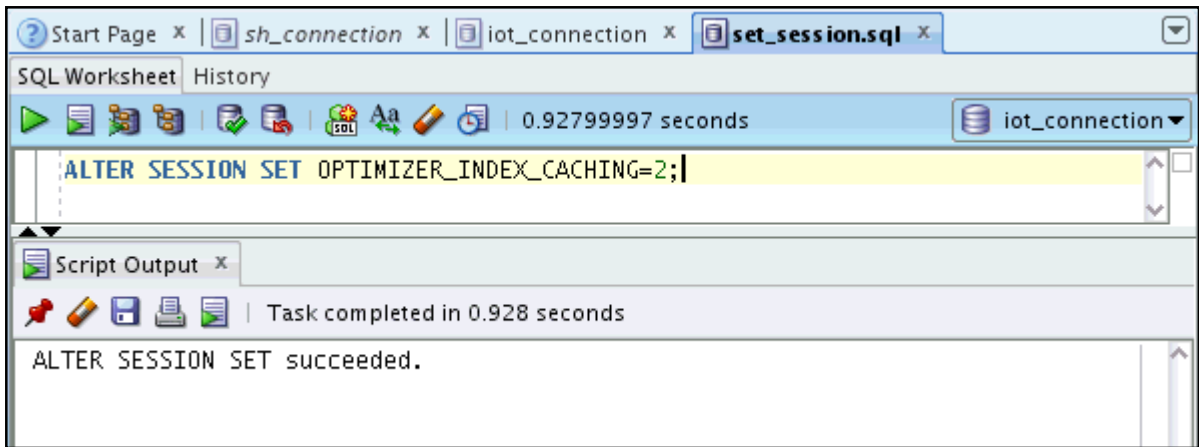 Start Page x sh_connection x iot_connection x set_session.sql x
SQL Worksheet History
0.92799997 seconds iot_connection
ALTER SESSION SET OPTIMIZER_INDEX_CACHING=2;
Script Output x
Task completed in 0.928 seconds
ALTER SESSION SET succeeded.